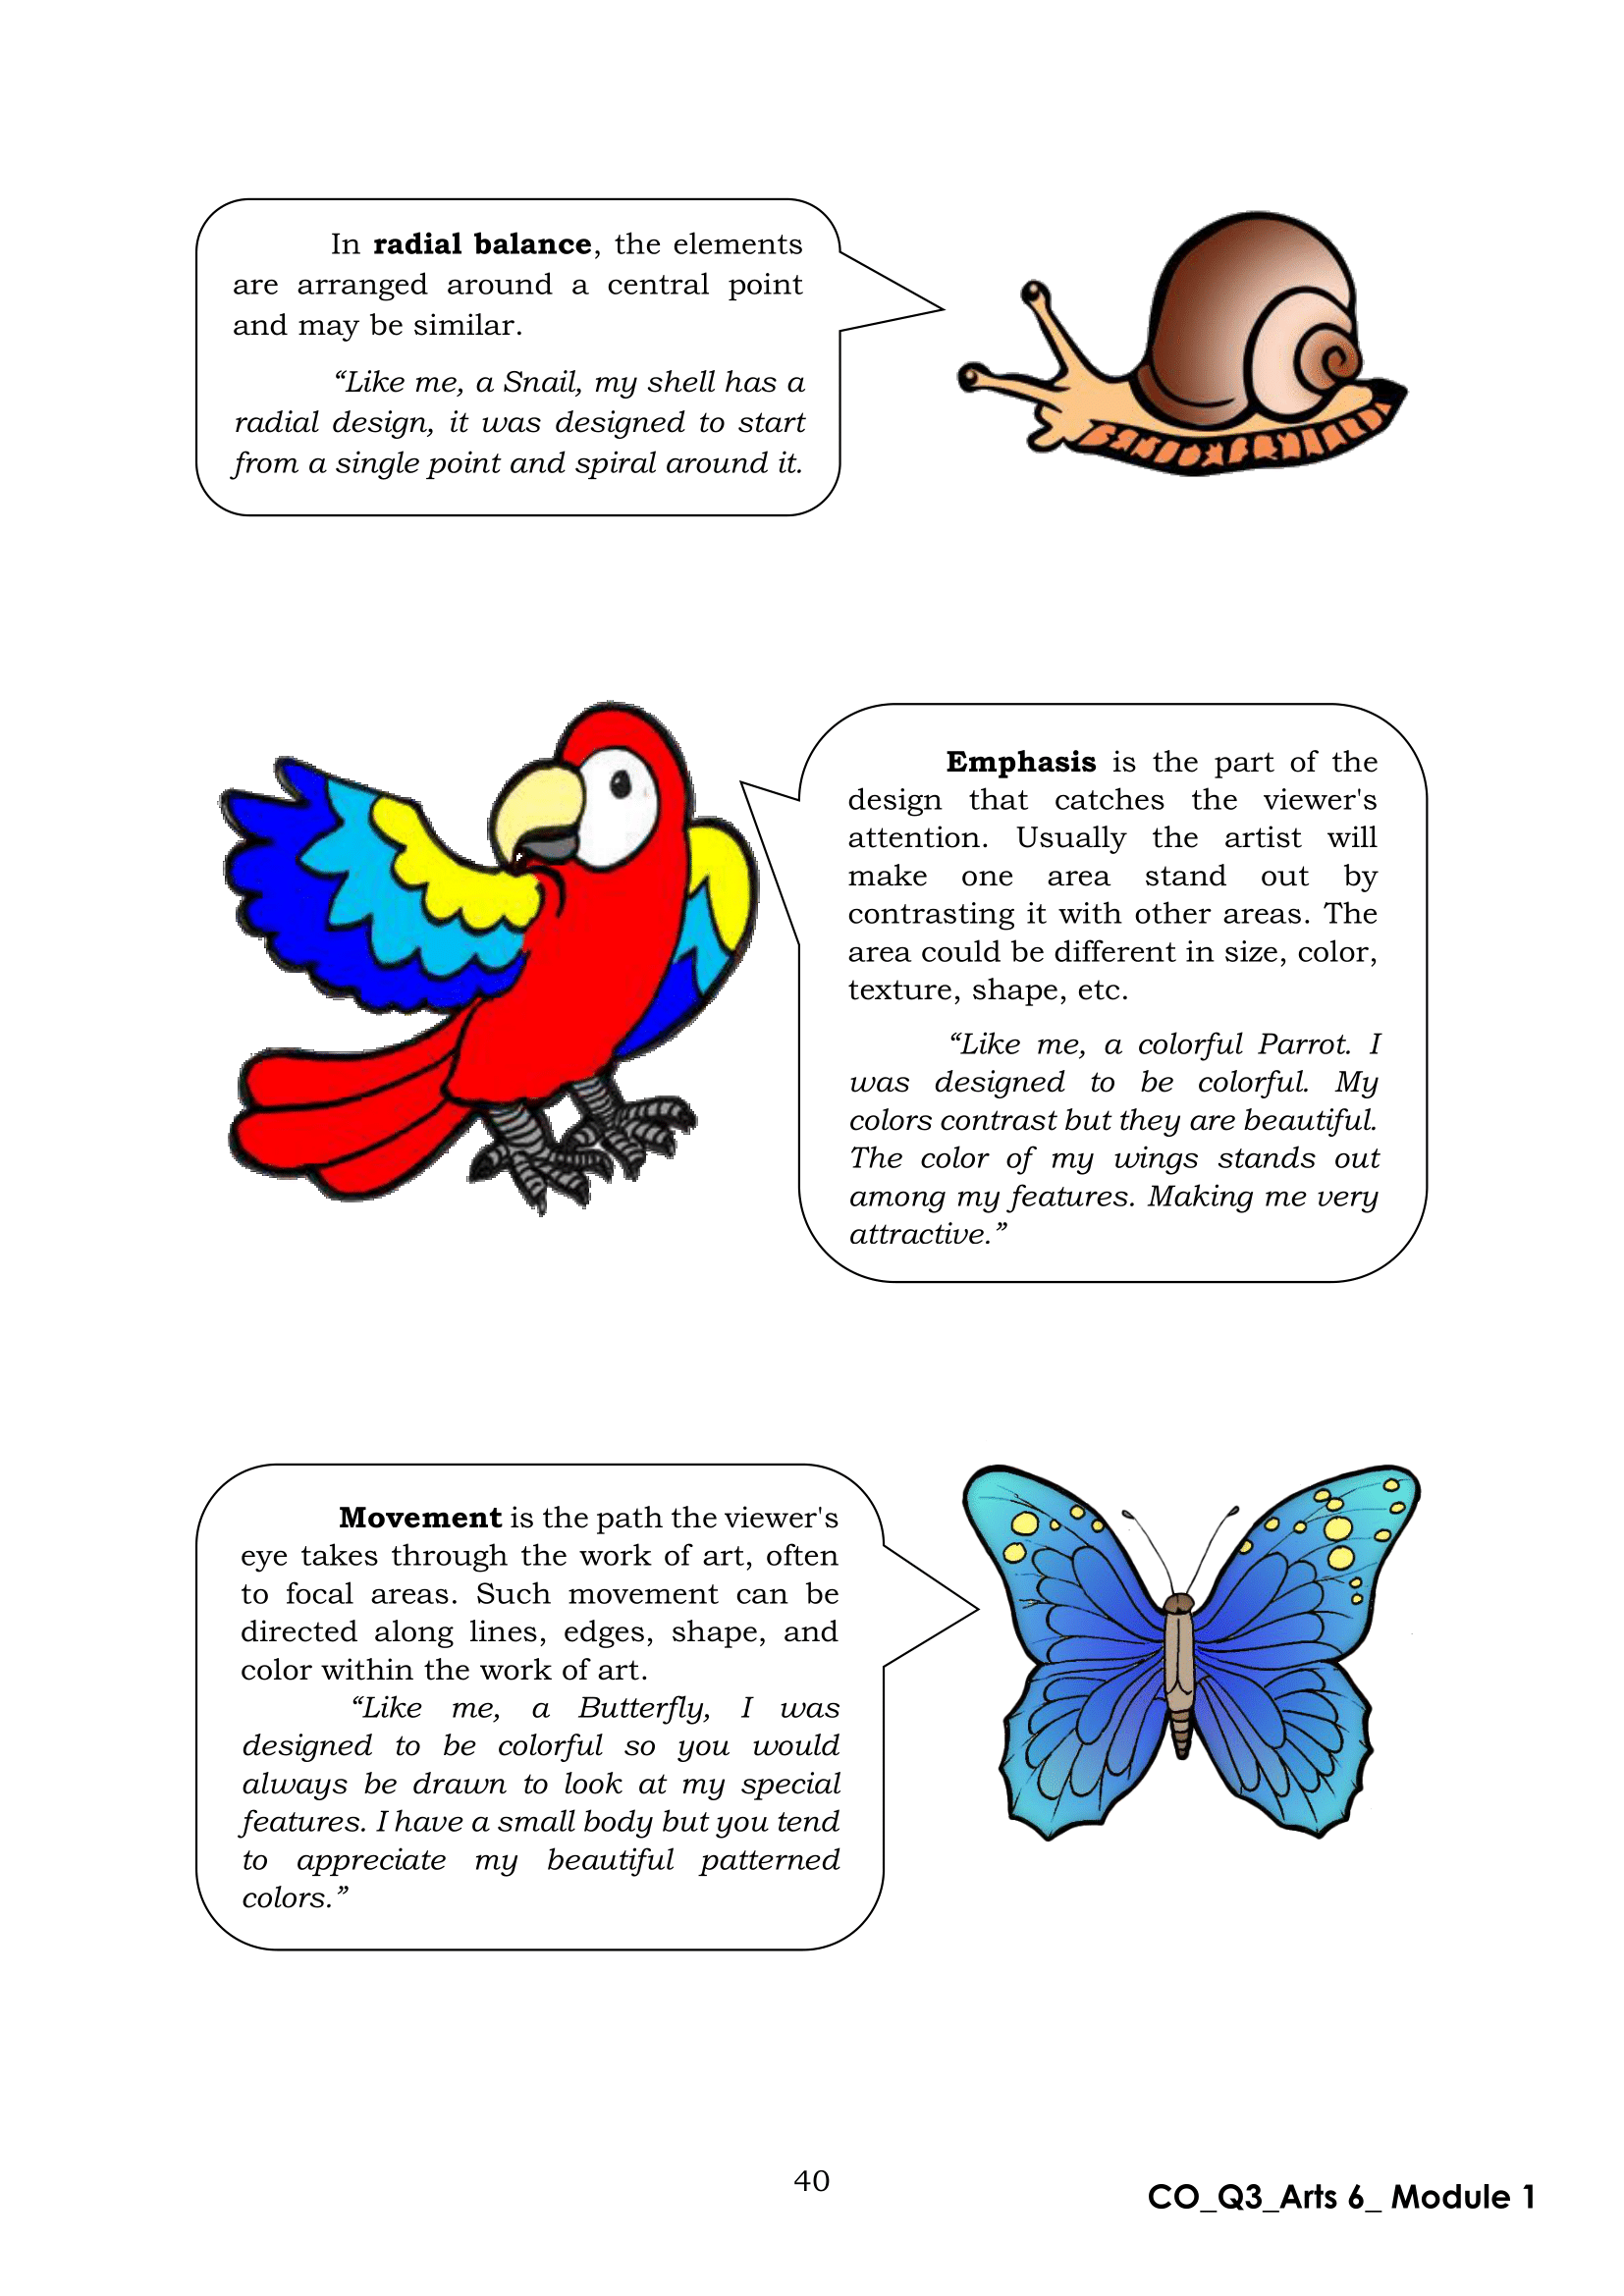 In radial balance, the elements
are arranged around a central point
and may be similar.
“Like me, a Snail, my shell has a
radial design, it was designed to start
from a single point and spiral around it.
Emphasis is the part of the
design that catches the viewer's
attention. Usually the artist will
make one area stand out by
contrasting it with other areas. The
area could be different in size, color,
texture, shape, etc.
“Like me, a colorful Parrot. I
was designed to be colorful. My
colors contrast but they are beautiful.
The color of my wings stands out
among my features. Making me very
attractive.”
Movement is the path the viewer's
eye takes through the work of art, often
to focal areas. Such movement can be
directed along lines, edges, shape, and
color within the work of art.
“Like me, a Butterfly, I was
designed to be colorful so you would
always be drawn to look at my special
features. I have a small body but you tend
to appreciate my beautiful patterned
colors.”
40
CO_Q3_Arts 6_ Module 1